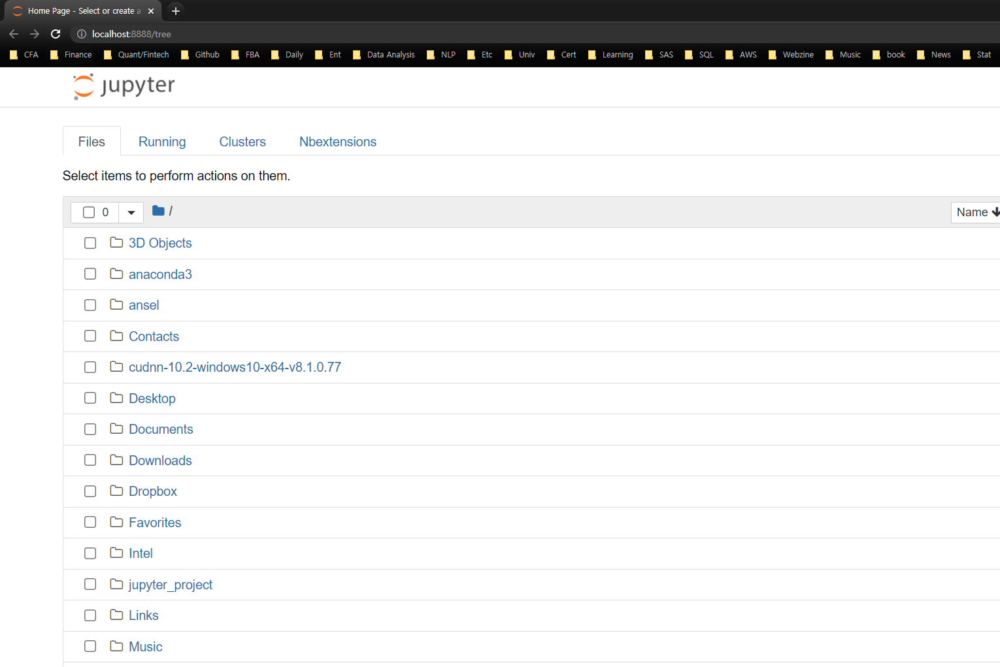 Home Page - Select or create a
localhost:8888/tree
CFA Finance Quant/Fintech Github FBA Daily Ent Data Analysis NLP Etc Univ Cert Learning SAS SQL AWS Webzine Music book News Stat
jupyter
Files Running Clusters Nbextensions
Select items to perform actions on them.
0 / Name
3D Objects
anaconda3
ansel
Contacts
cudnn-10.2-windows10-x64-v8.1.0.77
Desktop
Documents
Downloads
Dropbox
Favorites
Intel
jupyter_project
Links
Music